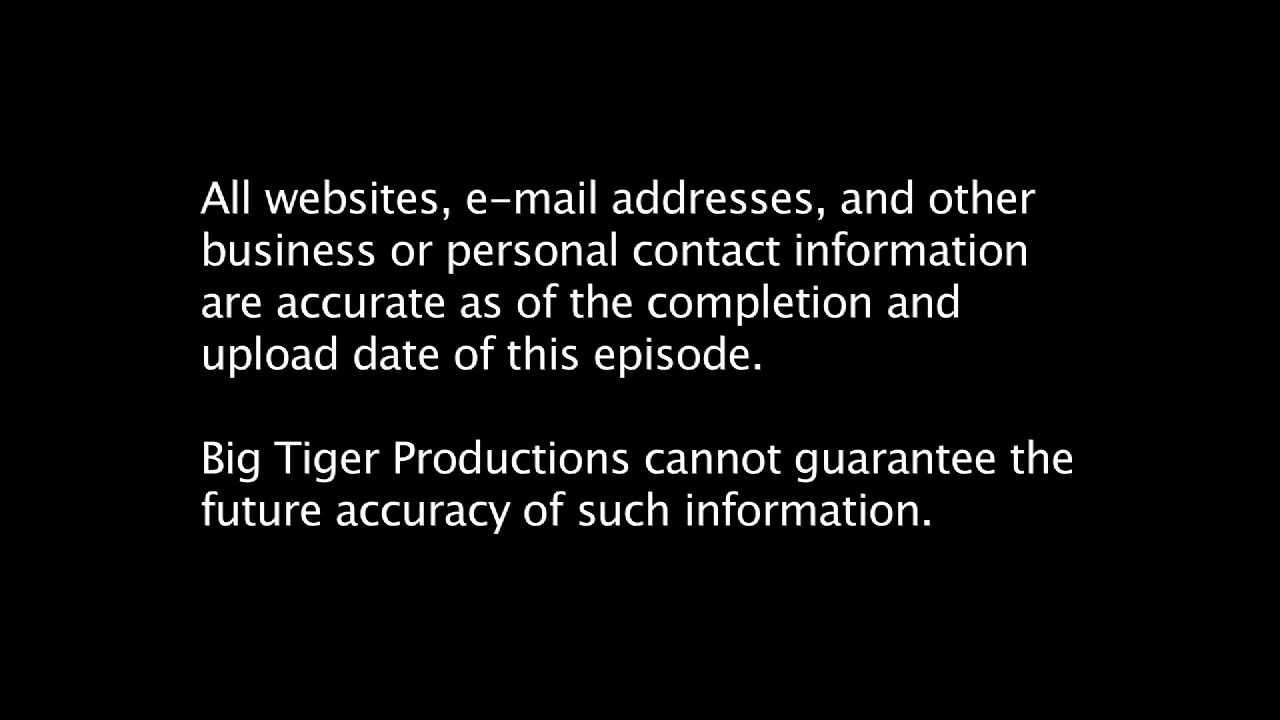 All websites, e-mail addresses, and other
business or personal contact information
are accurate as of the completion and
upload date of this episode.
Big Tiger Productions cannot guarantee the
future accuracy of such information.